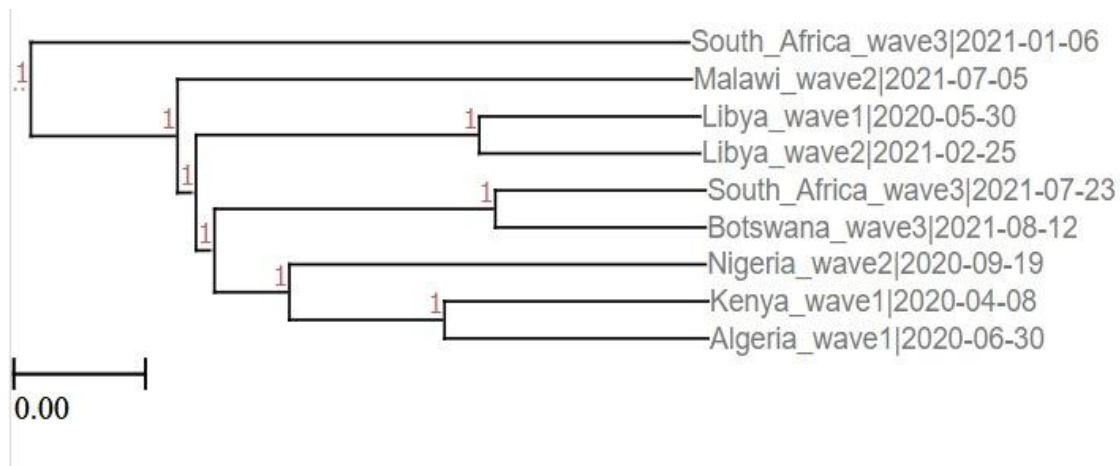 South_Africa_wave3|2021-01-06
1
Malawi_wave2|2021-07-05
1
Libya_wave1|2020-05-30
1
Libya_wave2|2021-02-25
1
South_Africa_wave3|2021-07-23
1
Botswana_wave3|2021-08-12
1
Nigeria_wave2|2020-09-19
1
Kenya_wave1|2020-04-08
1
Algeria_wave1|2020-06-30
0.00